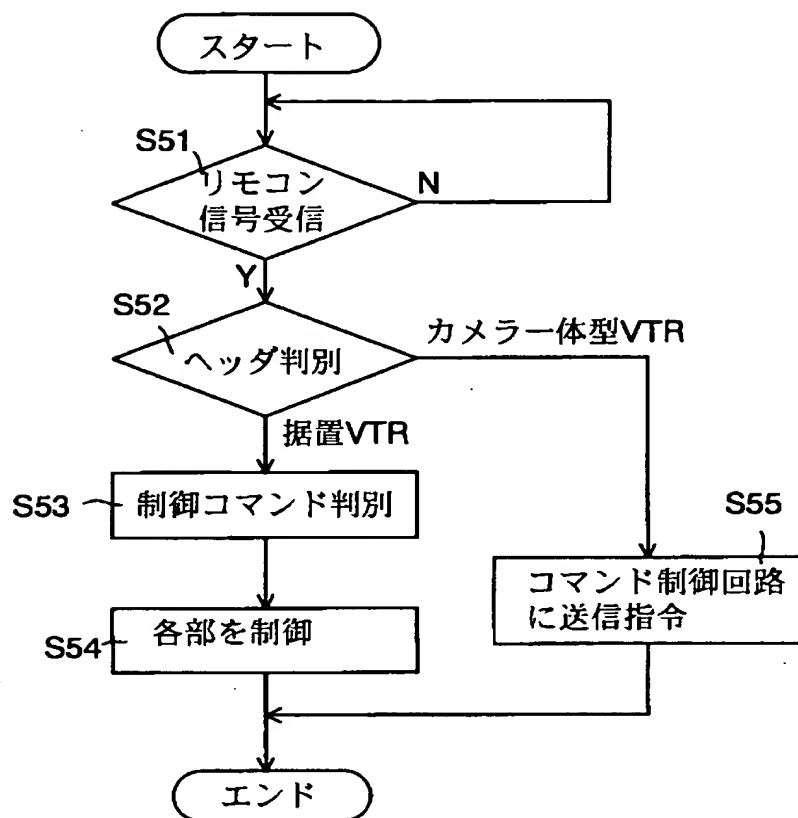 スタート
S51
リモコン
信号受信
N
Y
S52
ヘッダ判別
カメラ一体型VTR
据置VTR
S53
制御コマンド判別
S55
コマンド制御回路
に送信指令
S54
各部を制御
エンド